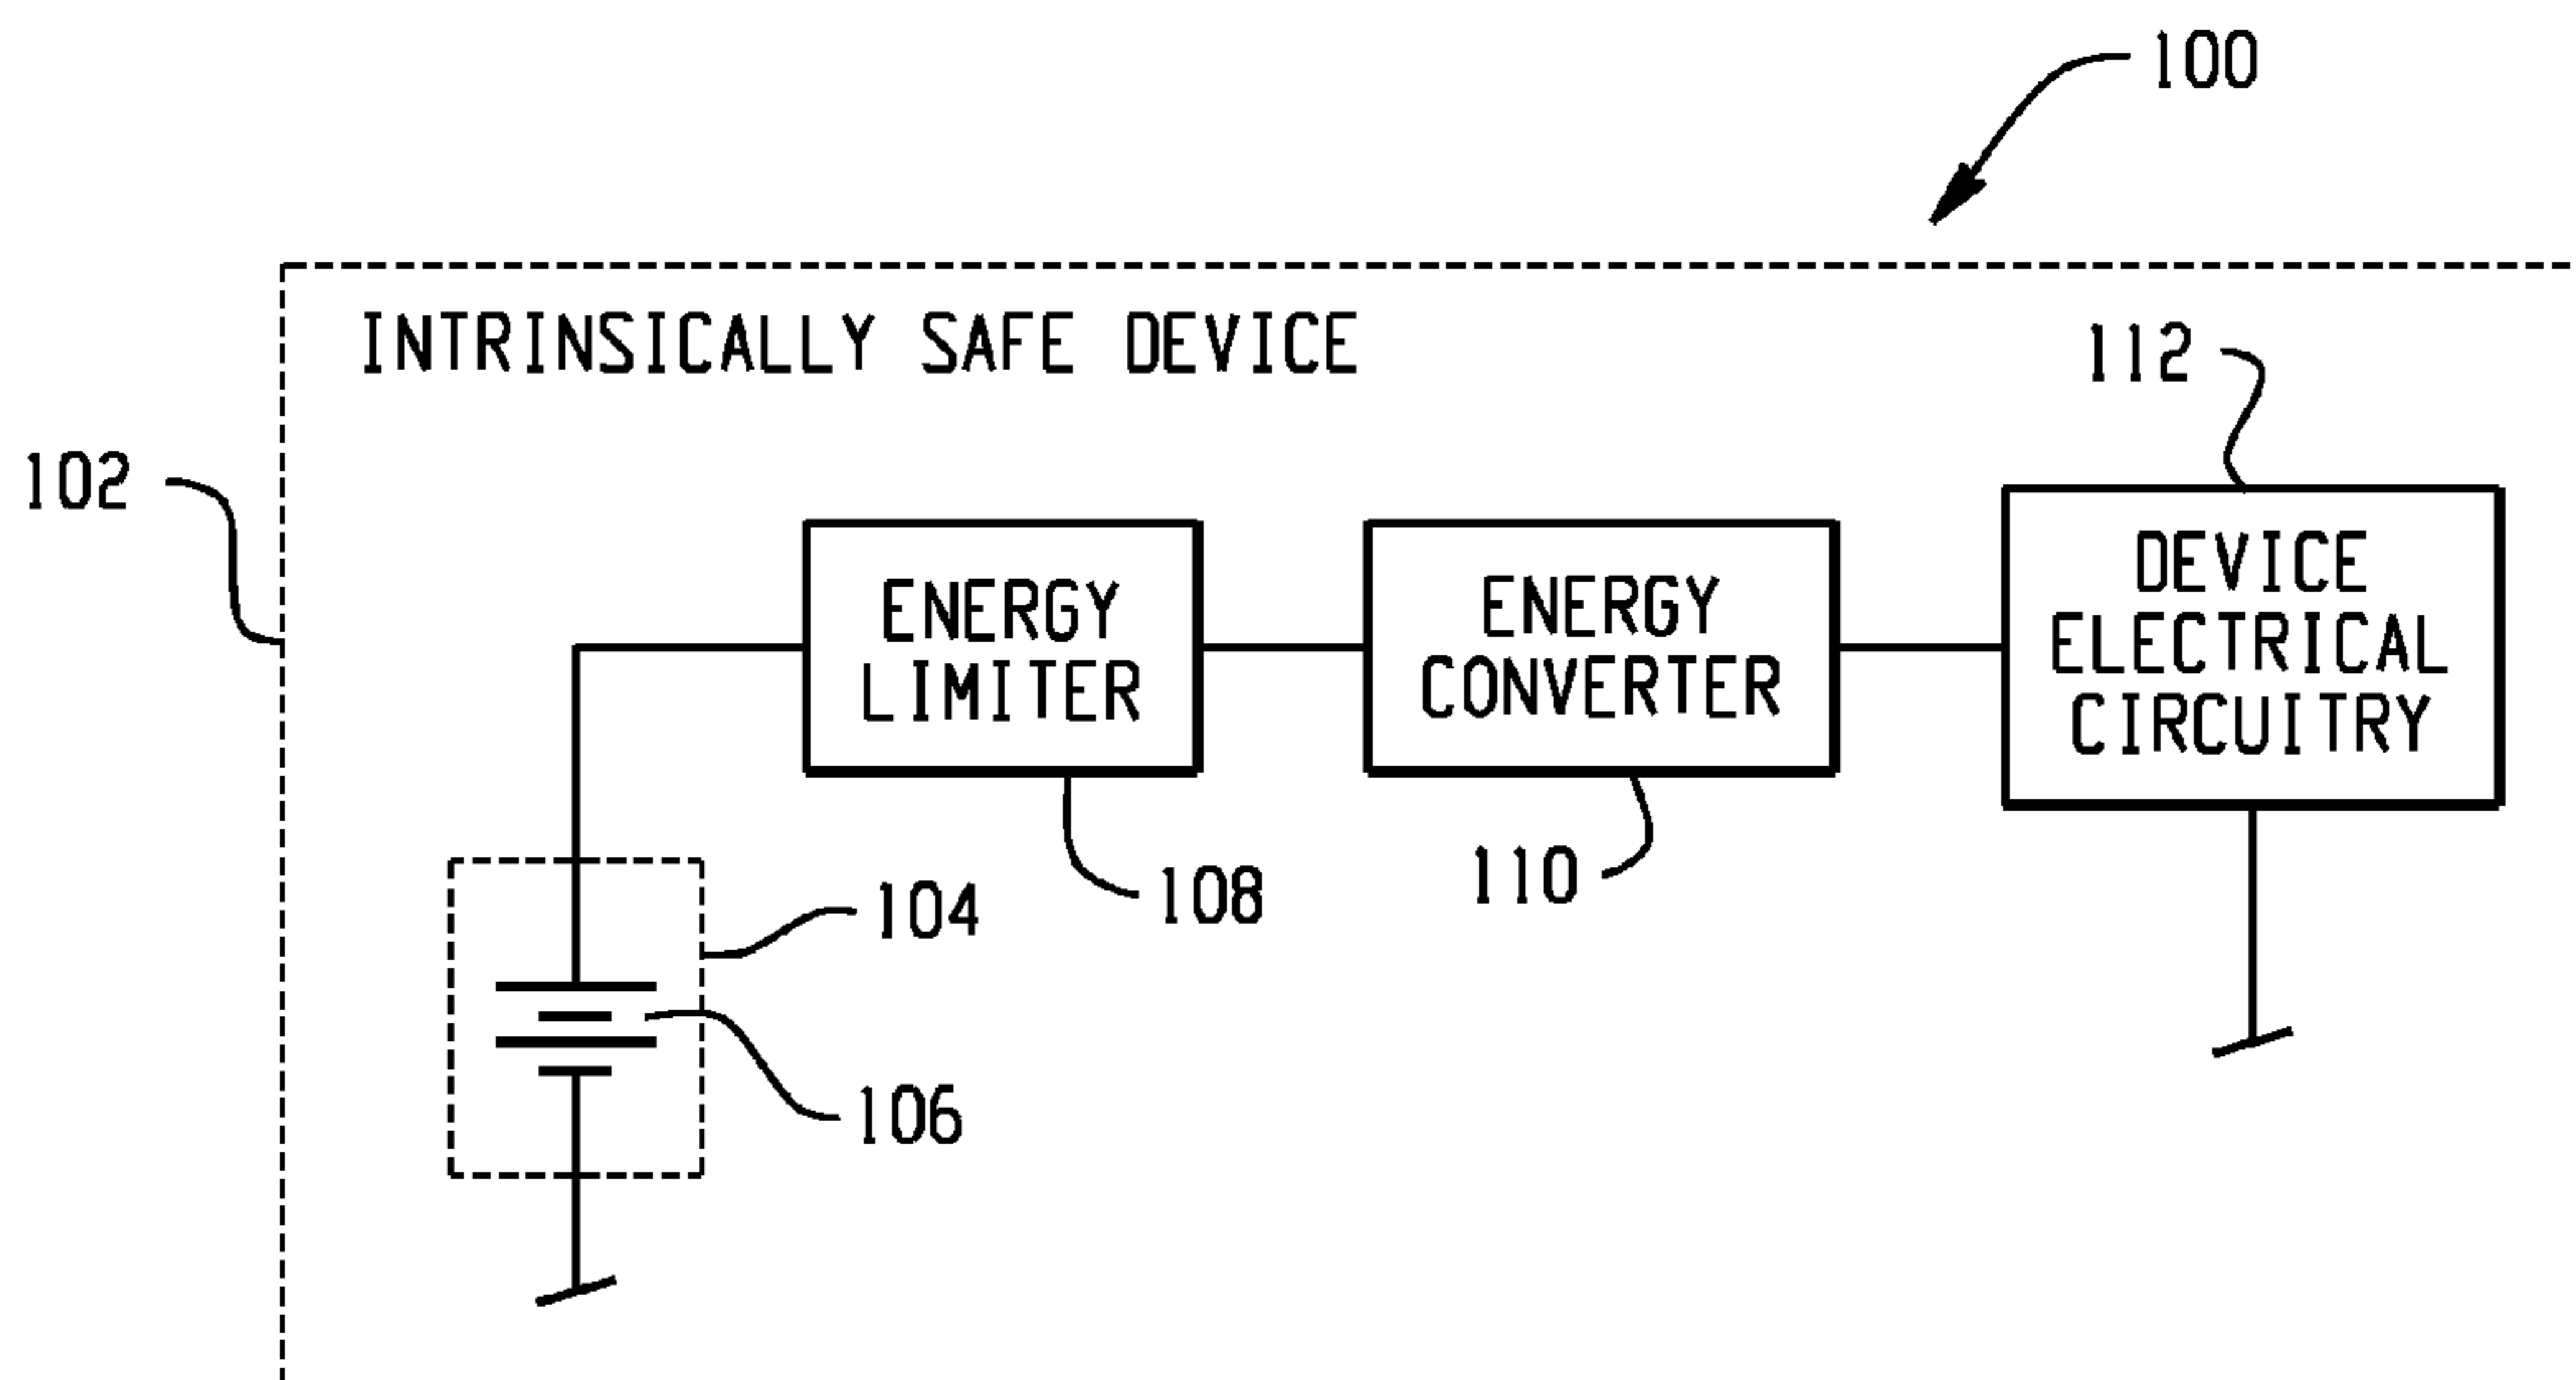 100
INTRINSICALLY SAFE DEVICE
112
102
ENERGY
LIMITER
ENERGY
CONVERTER
DEVICE
ELECTRICAL
CIRCUITRY
104
108
110
106